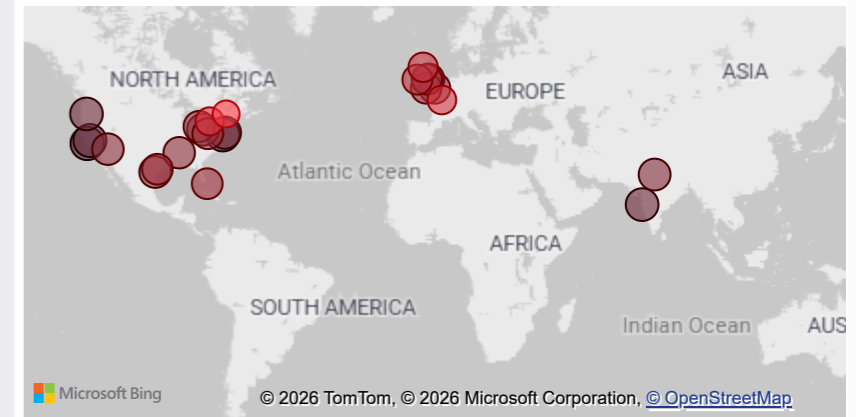 NORTH AMERICA
ASIA
EUROPE
Atlantic Ocean
AFRICA
SOUTH AMERICA
Indian Ocean
AUS
Microsoft Bing
© 2026 TomTom, © 2026 Microsoft Corporation, © OpenStreetMap